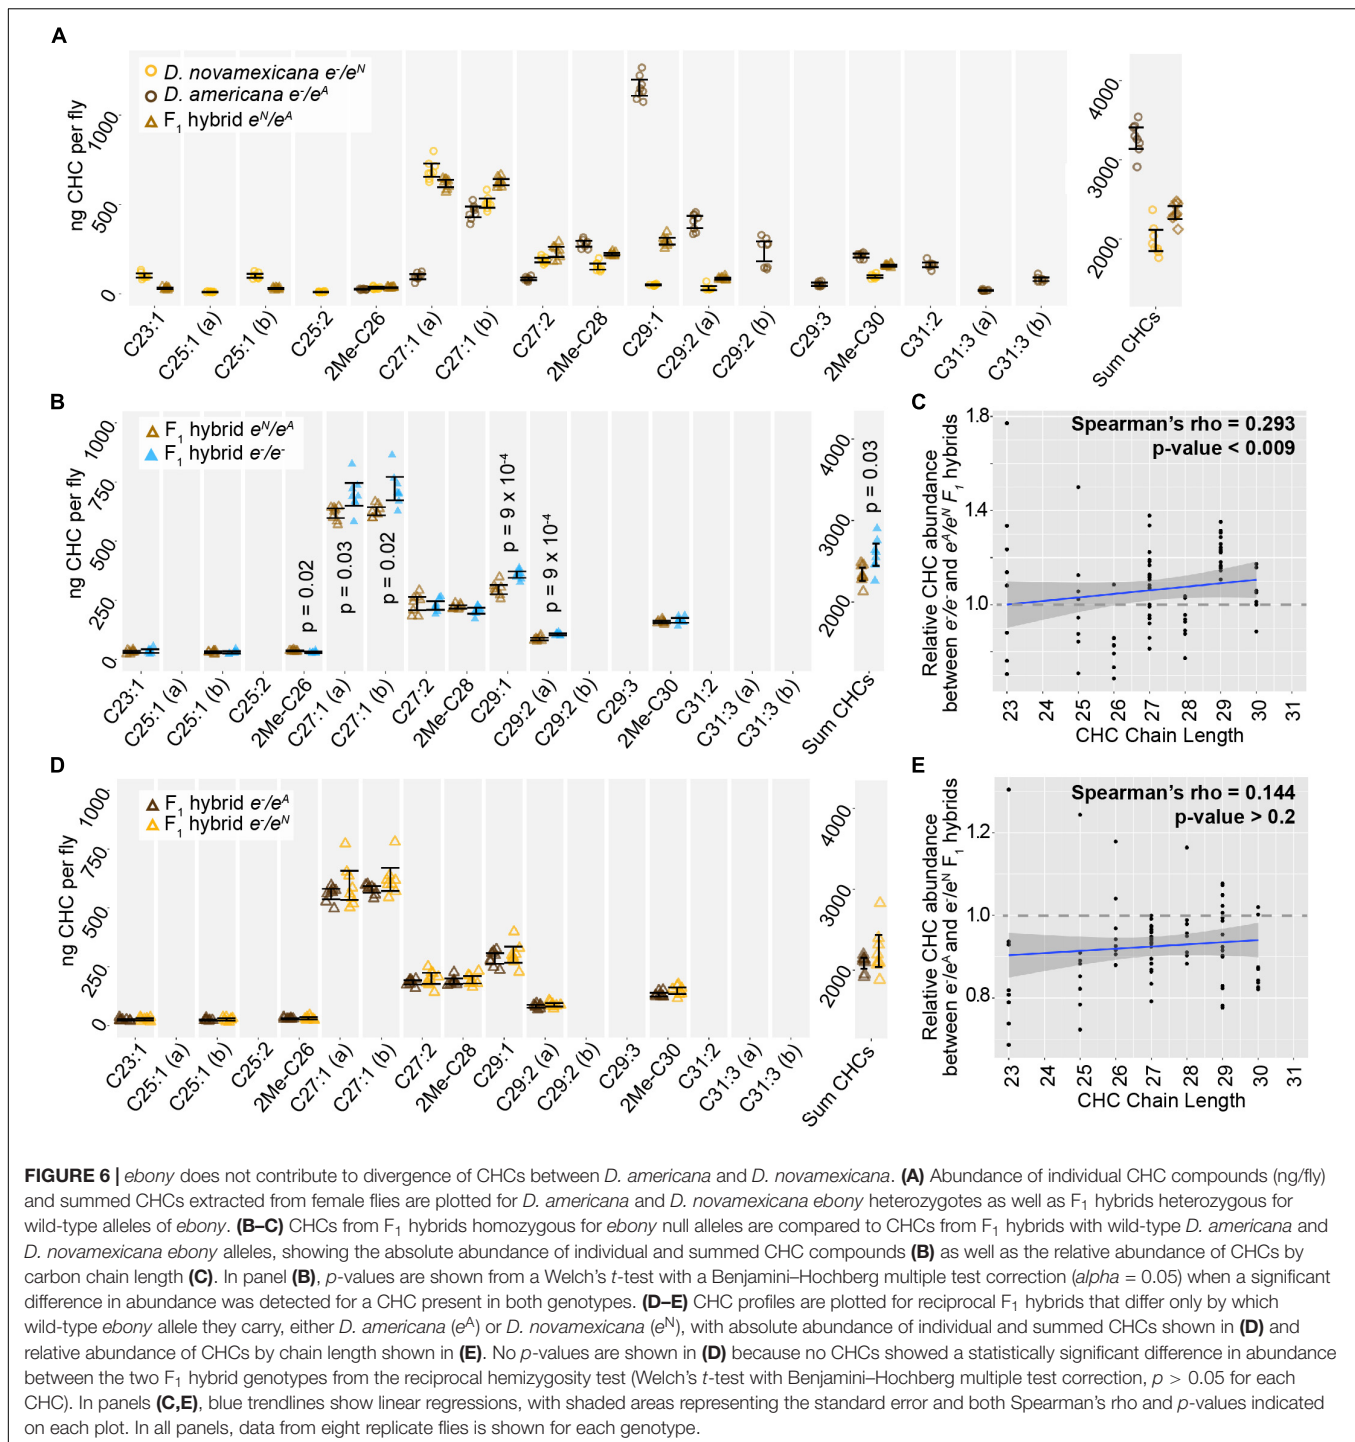 A
D. novamexicana e-/eN
D. americana e-/eA
F1 hybrid eN/eA
ng CHC per fly
1000
500
0
4000
3000
2000
C23:1
C25:1 (a)
C25:1 (b)
C25:2
2Me-C26
C27:1 (a)
C27:1 (b)
C27:2
2Me-C28
C29:1
C29:2 (a)
C29:2 (b)
C29:3
2Me-C30
C31:2
C31:3 (a)
C31:3 (b)
Sum CHCs
B
F1 hybrid eN/eA
F1 hybrid e-/e-
ng CHC per fly
1000
750
500
250
0
p = 0.02
p = 0.03
p = 0.02
p = 9 x 10-4
p = 9 x 10-4
4000
3000
2000
p = 0.03
C23:1
C25:1 (a)
C25:1 (b)
C25:2
2Me-C26
C27:1 (a)
C27:1 (b)
C27:2
2Me-C28
C29:1
C29:2 (a)
C29:2 (b)
C29:3
2Me-C30
C31:2
C31:3 (a)
C31:3 (b)
Sum CHCs
C
Relative CHC abundance
between e-/e- and eA/eN F1 hybrids
1.8
1.4
1.0
Spearman's rho = 0.293
p-value < 0.009
23 24 25 26 27 28 29 30 31
CHC Chain Length
D
F1 hybrid e-/eA
F1 hybrid e-/eN
ng CHC per fly
1000
750
500
250
0
4000
3000
2000
C23:1
C25:1 (a)
C25:1 (b)
C25:2
2Me-C26
C27:1 (a)
C27:1 (b)
C27:2
2Me-C28
C29:1
C29:2 (a)
C29:2 (b)
C29:3
2Me-C30
C31:2
C31:3 (a)
C31:3 (b)
Sum CHCs
E
Relative CHC abundance
between e-/eA and e-/eN F1 hybrids
1.2
1.0
0.8
Spearman's rho = 0.144
p-value > 0.2
23 24 25 26 27 28 29 30 31
CHC Chain Length
FIGURE 6 | ebony does not contribute to divergence of CHCs between D. americana and D. novamexicana. (A) Abundance of individual CHC compounds (ng/fly)
and summed CHCs extracted from female flies are plotted for D. americana and D. novamexicana ebony heterozygotes as well as F1 hybrids heterozygous for
wild-type alleles of ebony. (B–C) CHCs from F1 hybrids homozygous for ebony null alleles are compared to CHCs from F1 hybrids with wild-type D. americana and
D. novamexicana ebony alleles, showing the absolute abundance of individual and summed CHC compounds (B) as well as the relative abundance of CHCs by
carbon chain length (C). In panel (B), p-values are shown from a Welch's t-test with a Benjamini–Hochberg multiple test correction (alpha = 0.05) when a significant
difference in abundance was detected for a CHC present in both genotypes. (D–E) CHC profiles are plotted for reciprocal F1 hybrids that differ only by which
wild-type ebony allele they carry, either D. americana (eA) or D. novamexicana (eN), with absolute abundance of individual and summed CHCs shown in (D) and
relative abundance of CHCs by chain length shown in (E). No p-values are shown in (D) because no CHCs showed a statistically significant difference in abundance
between the two F1 hybrid genotypes from the reciprocal hemizygosity test (Welch's t-test with Benjamini–Hochberg multiple test correction, p > 0.05 for each
CHC). In panels (C,E), blue trendlines show linear regressions, with shaded areas representing the standard error and both Spearman's rho and p-values indicated
on each plot. In all panels, data from eight replicate flies is shown for each genotype.